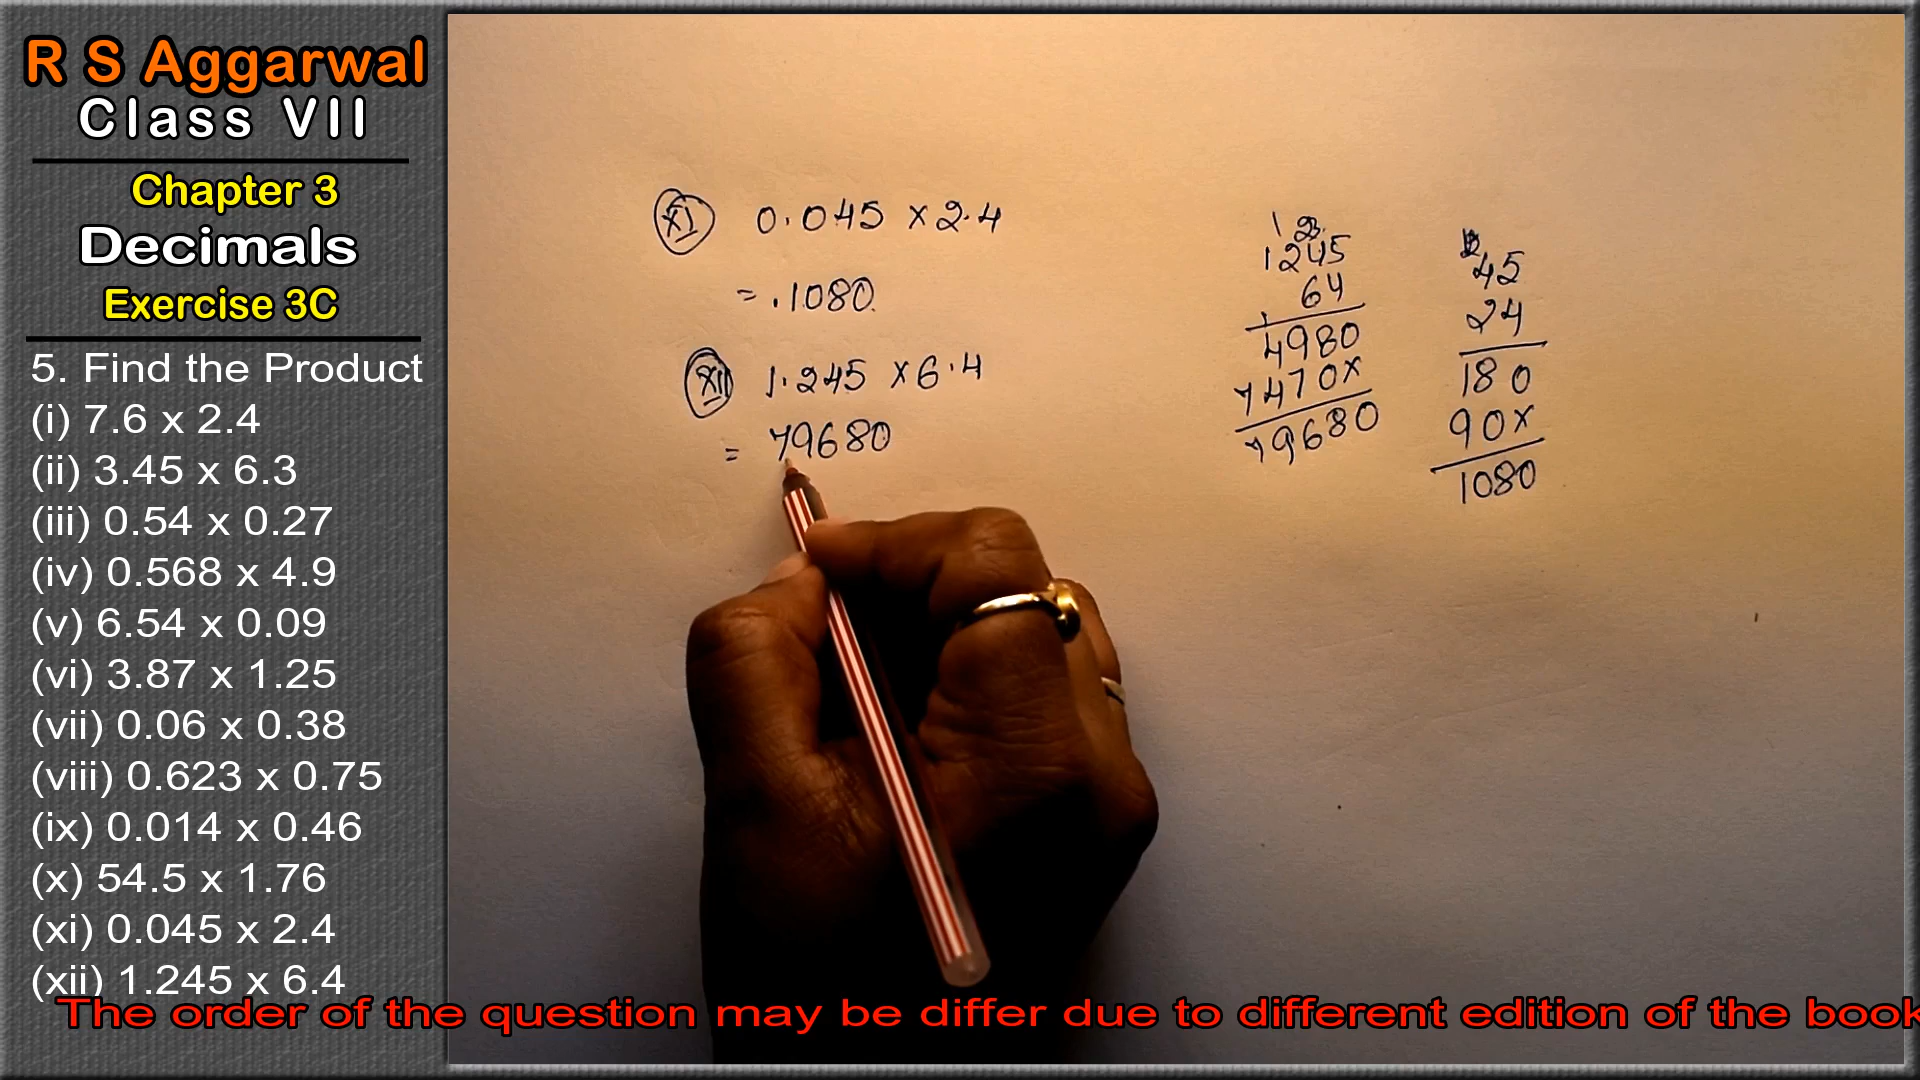 R S Aggarwal
Class VII
Chapter 3
Decimals
Exercise 3C
5. Find the Product
(i) 7.6 x 2.4
(ii) 3.45 x 6.3
(iii) 0.54 x 0.27
(iv) 0.568 x 4.9
(v) 6.54 x 0.09
(vi) 3.87 x 1.25
(vii) 0.06 x 0.38
(viii) 0.623 x 0.75
(ix) 0.014 x 0.46
(x) 54.5 x 1.76
(xi) 0.045 x 2.4
(xii) 1.245 x 6.4
XI 0.045 × 2.4
= .1080
XII 1.245 × 6.4
= 79680
1245
64
4980
7470×
79680
45
24
180
90×
1080
The order of the question may be differ due to different edition of the book